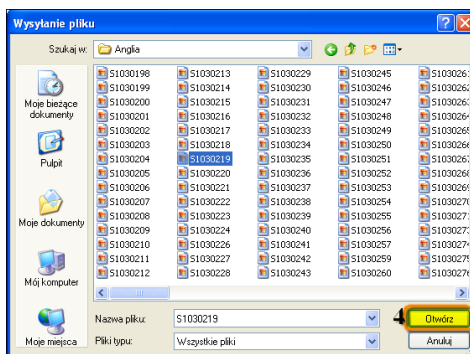 Wysyłanie pliku
Szukaj w:
Anglia
Moje bieżące
dokumenty
Pulpit
Moje dokumenty
Mój komputer
Moje miejsca
S1030198
S1030199
S1030200
S1030201
S1030202
S1030203
S1030204
S1030205
S1030206
S1030207
S1030208
S1030209
S1030210
S1030211
S1030212
S1030213
S1030214
S1030215
S1030216
S1030217
S1030218
S1030219
S1030220
S1030221
S1030222
S1030223
S1030224
S1030226
S1030227
S1030228
S1030229
S1030230
S1030231
S1030232
S1030233
S1030234
S1030235
S1030236
S1030237
S1030238
S1030239
S1030240
S1030241
S1030242
S1030243
S1030245
S1030246
S1030247
S1030248
S1030249
S1030250
S1030251
S1030252
S1030253
S1030254
S1030255
S1030256
S1030257
S1030259
S1030260
Nazwa pliku:
S1030219
4
Otwórz
Pliki typu:
Wszystkie pliki
Anuluj